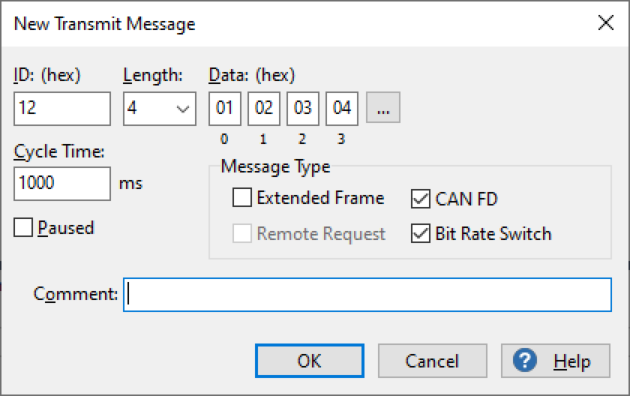 New Transmit Message
ID: (hex) Length: Data: (hex)
12 4 01 02 03 04 ...
0 1 2 3
Cycle Time:
1000 ms
Message Type
Extended Frame CAN FD
Paused
Remote Request Bit Rate Switch
Comment:
OK Cancel ? Help